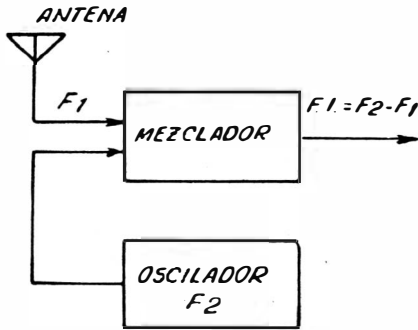 ANTENA
F1
F.I. = F2 - F1
MEZCLADOR
OSCILADOR
F2